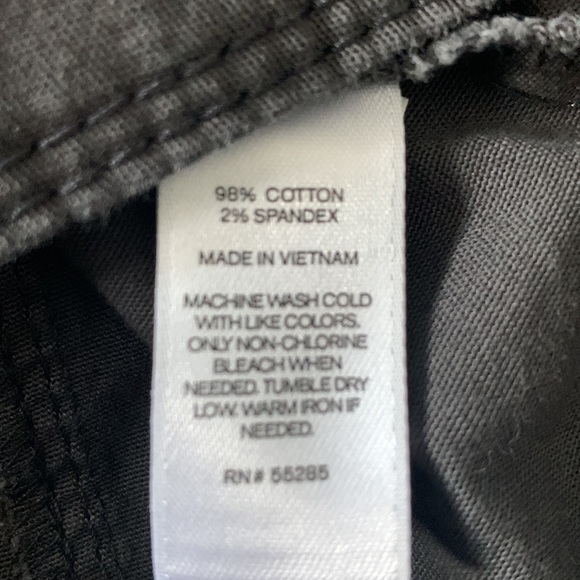 98% COTTON
2% SPANDEX
MADE IN VIETNAM
MACHINE WASH COLD
WITH LIKE COLORS.
ONLY NON-CHLORINE
BLEACH WHEN
NEEDED. TUMBLE DRY
LOW. WARM IRON IF
NEEDED.
RN# 55285